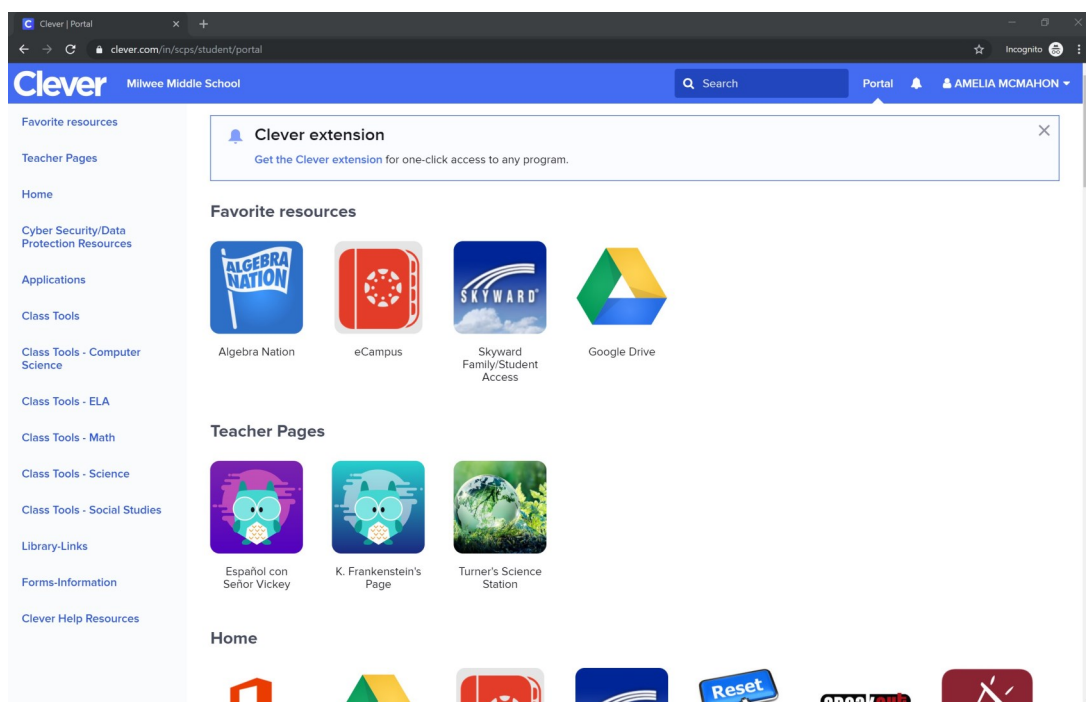 Clever | Portal
clever.com/in/scps/student/portal
Incognito
Clever
Milwee Middle School
Search
Portal
AMELIA MCMAHON
Favorite resources
Teacher Pages
Home
Cyber Security/Data
Protection Resources
Applications
Class Tools
Class Tools - Computer
Science
Class Tools - ELA
Class Tools - Math
Class Tools - Science
Class Tools - Social Studies
Library-Links
Forms-Information
Clever Help Resources
Clever extension
Get the Clever extension for one-click access to any program.
Favorite resources
ALGEBRA
NATION
SKYWARD
Algebra Nation
eCampus
Skyward
Family/Student
Access
Google Drive
Teacher Pages
Español con
Señor Vickey
K. Frankenstein's
Page
Turner's Science
Station
Home
Reset